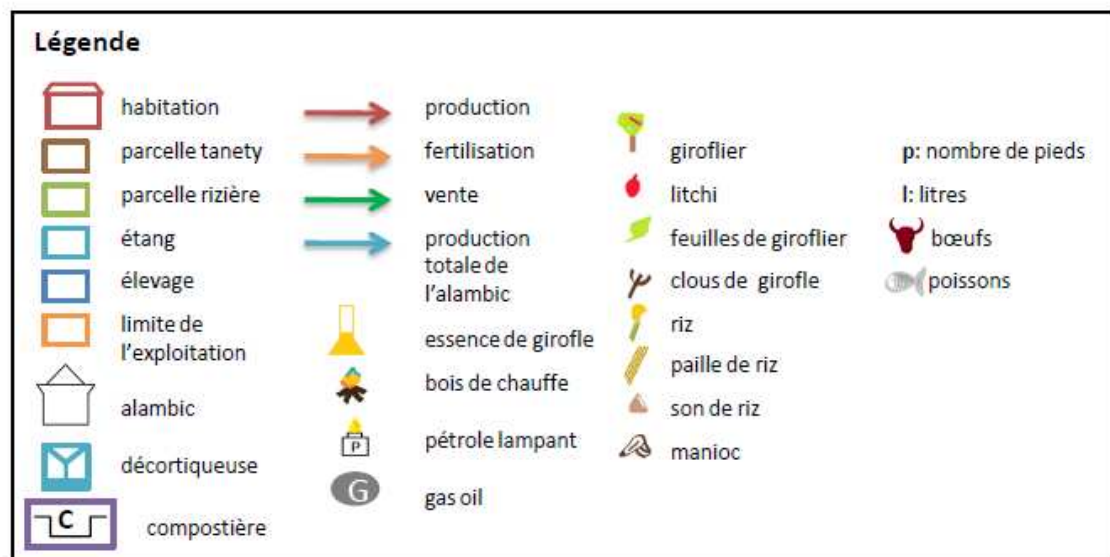 Légende
habitation
parcelle tanety
parcelle rizière
étang
élevage
limite de
l'exploitation
alambic
décortiqueuse
C
compostière
production
fertilisation
vente
production
totale de
l'alambic
essence de girofle
bois de chauffe
P
pétrole lampant
G
gas oil
giroflier
litchi
feuilles de giroflier
clous de girofle
riz
paille de riz
son de riz
manioc
p: nombre de pieds
l: litres
bœufs
poissons